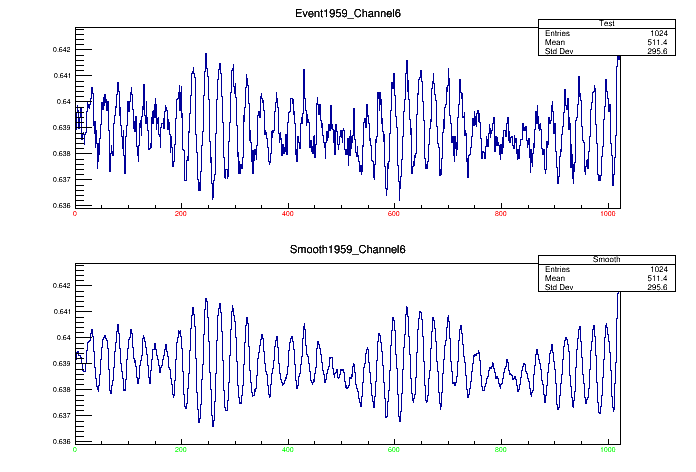 Event1959_Channel6
Test
Entries 1024
Mean 511.4
Std Dev 295.6
0.642
0.641
0.64
0.639
0.638
0.637
0.636
0 200 400 600 800 1000
Smooth1959_Channel6
Smooth
Entries 1024
Mean 511.4
Std Dev 295.6
0.642
0.641
0.64
0.639
0.638
0.637
0.636
0 200 400 600 800 1000